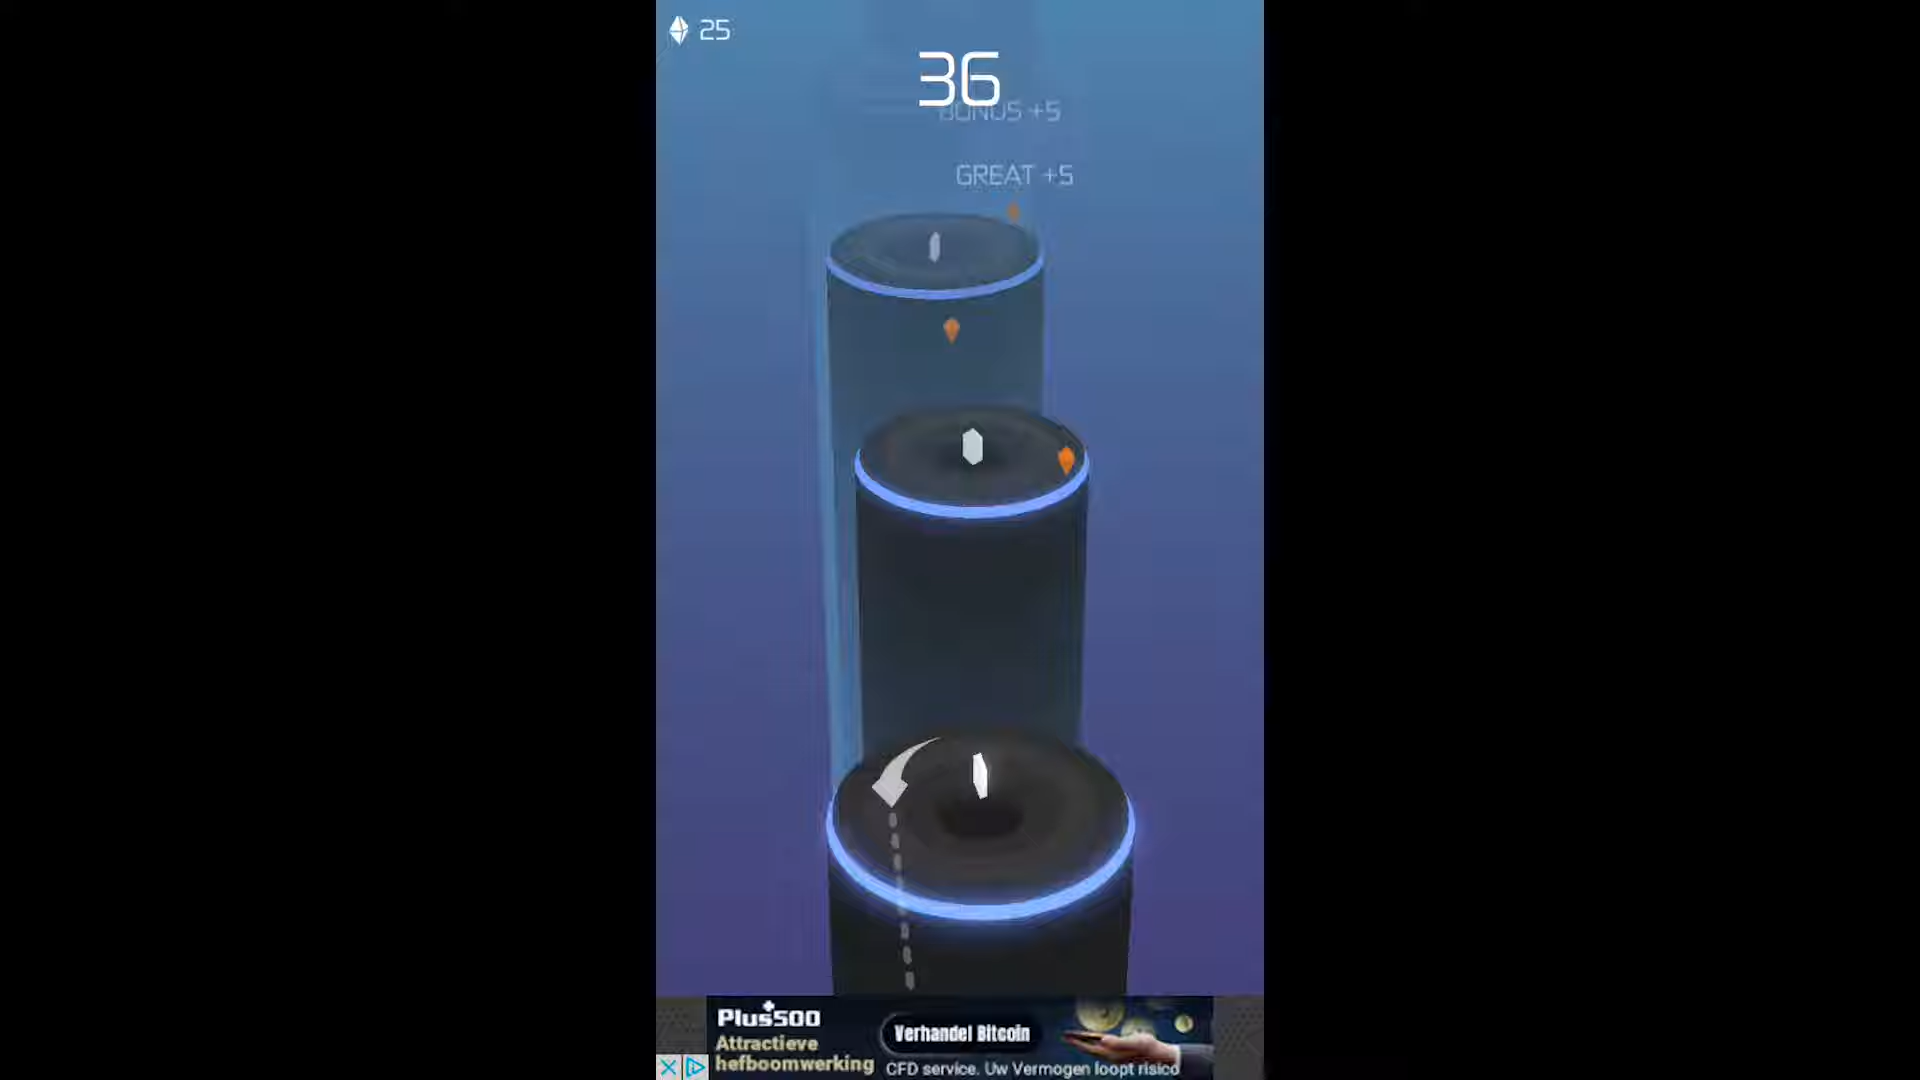 25
36
BONUS +5
GREAT +5
Plus500
Attractieve
hefboomwerking
Verhandel Bitcoin
CFD service. Uw Vermogen loopt risico